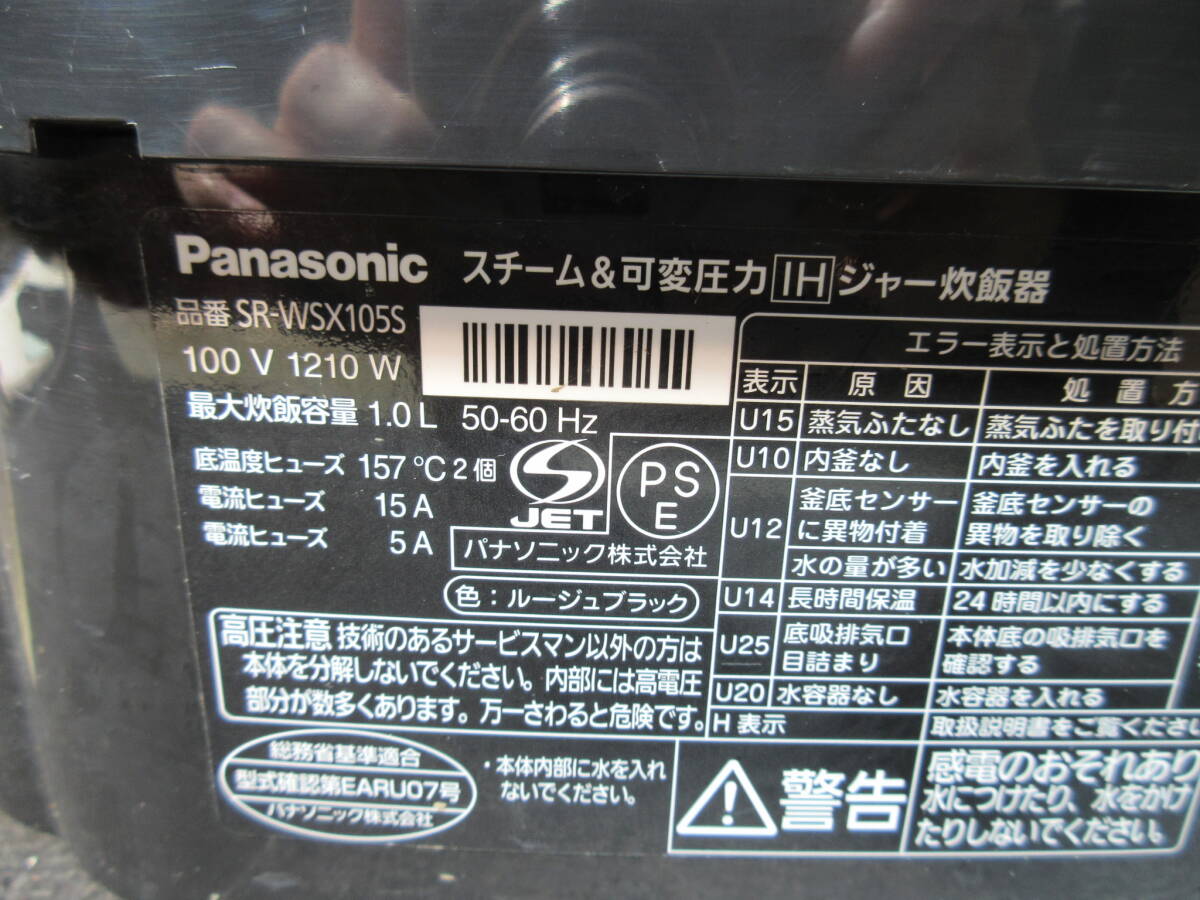 Panasonic スチーム&可変圧力IHジャー炊飯器
品番 SR-WSX105S
100 V 1210 W
最大炊飯容量 1.0 L 50-60 Hz
底温度ヒューズ 157 ℃ 2個
電流ヒューズ 15 A
電流ヒューズ 5 A
JET
PS
E
パナソニック株式会社
色:ルージュブラック
高圧注意 技術のあるサービスマン以外の方は
本体を分解しないでください。内部には高電圧
部分が数多くあります。万一さわると危険です。
総務省基準適合
型式確認第EARU07号
パナソニック株式会社
・本体内部に水を入れ
ないでください。
エラー表示と処置方法
表示 原因 処置方
U15 蒸気ふたなし 蒸気ふたを取り付
U10 内釜なし 内釜を入れる
U12 釜底センサー 釜底センサーの
に異物付着 異物を取り除く
水の量が多い 水加減を少なくする
U14 長時間保温 24時間以内にする
U25 底吸排気口 本体底の吸排気口を
目詰まり 確認する
U20 水容器なし 水容器を入れる
H 表示 取扱説明書をご覧くださ
警告
感電のおそれあり
水につけたり、水をかけ
たりしないでください。